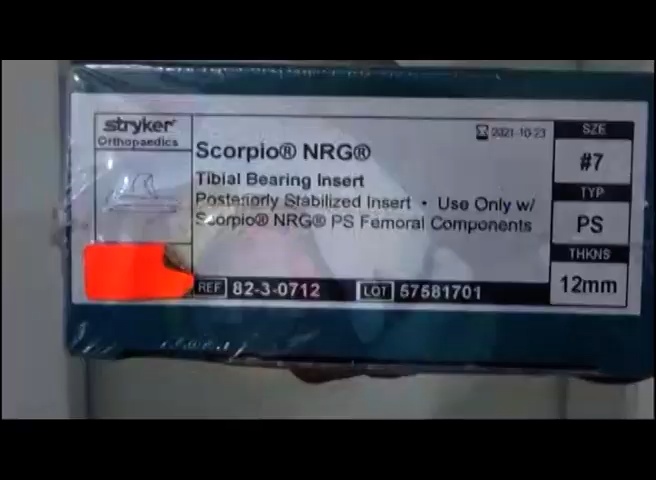 stryker
Orthopaedics
Scorpio® NRG®
Tibial Bearing Insert
Posteriorly Stabilized Insert • Use Only w/
Scorpio® NRG® PS Femoral Components
2021-10-23
SZE
#7
TYP
PS
THKNS
12mm
REF 82-3-0712 LOT 57581701